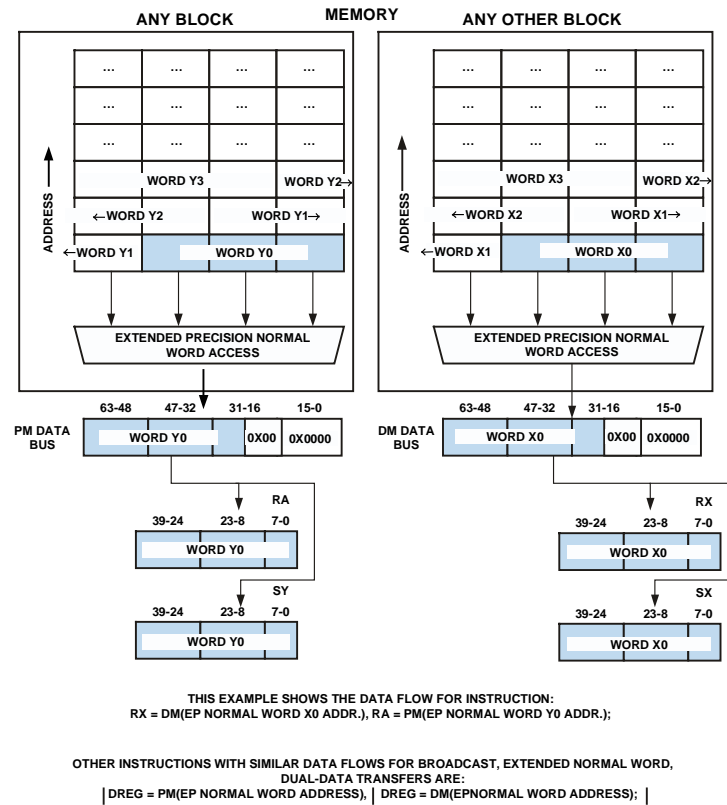 MEMORY
ANY BLOCK
ANY OTHER BLOCK
... ... ... ...
... ... ... ...
... ... ... ...
WORD Y3 WORD Y2→
←WORD Y2 WORD Y1→
←WORD Y1 WORD Y0
ADDRESS
EXTENDED PRECISION NORMAL
WORD ACCESS
... ... ... ...
... ... ... ...
... ... ... ...
WORD X3 WORD X2→
←WORD X2 WORD X1→
←WORD X1 WORD X0
ADDRESS
EXTENDED PRECISION NORMAL
WORD ACCESS
63-48 47-32 31-16 15-0
PM DATA
BUS
WORD Y0 0X00 0X0000
RA
39-24 23-8 7-0
WORD Y0
SY
39-24 23-8 7-0
WORD Y0
63-48 47-32 31-16 15-0
DM DATA
BUS
WORD X0 0X00 0X0000
RX
39-24 23-8 7-0
WORD X0
SX
39-24 23-8 7-0
WORD X0
THIS EXAMPLE SHOWS THE DATA FLOW FOR INSTRUCTION:
RX = DM(EP NORMAL WORD X0 ADDR.), RA = PM(EP NORMAL WORD Y0 ADDR.);
OTHER INSTRUCTIONS WITH SIMILAR DATA FLOWS FOR BROADCAST, EXTENDED NORMAL WORD,
DUAL-DATA TRANSFERS ARE:
| DREG = PM(EP NORMAL WORD ADDRESS), | DREG = DM(EPNORMAL WORD ADDRESS); |